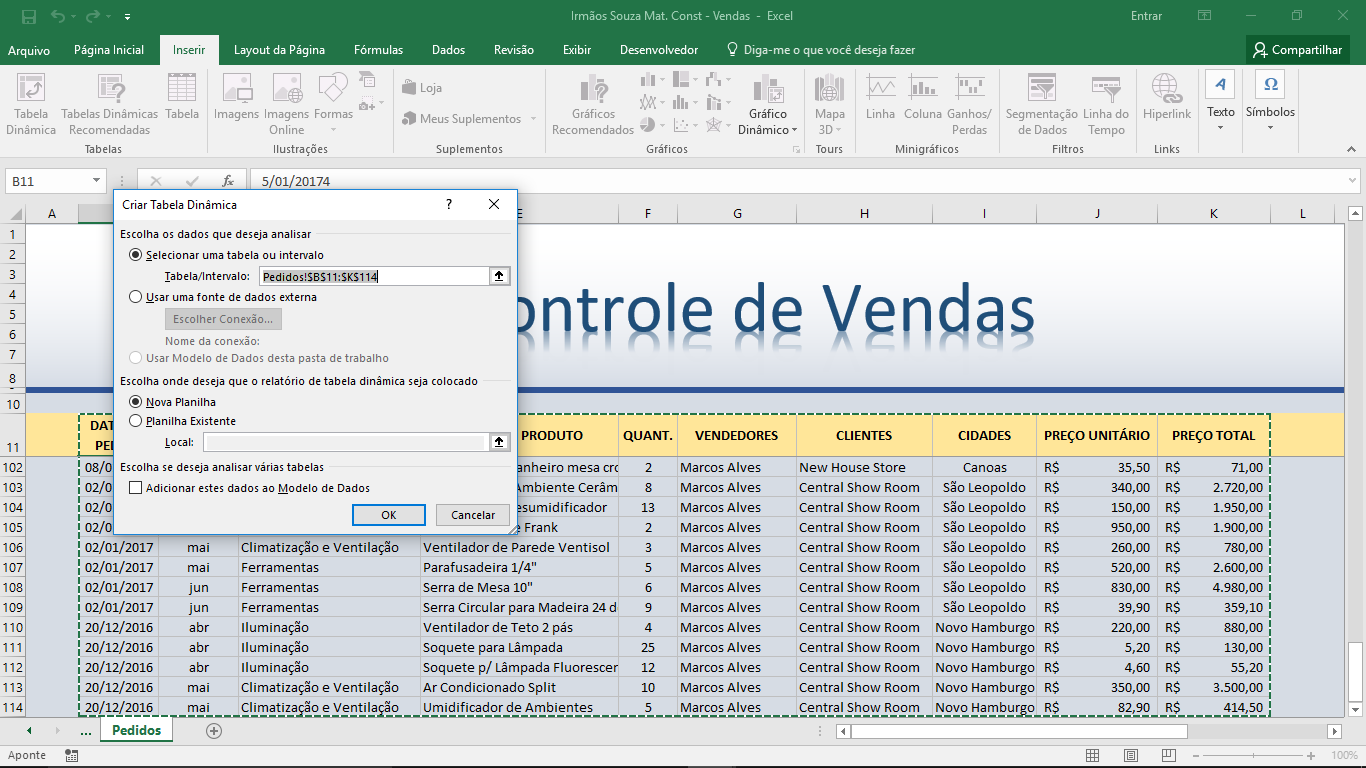 Irmãos Souza Mat. Const - Vendas - Excel
Entrar
Arquivo Página Inicial Inserir Layout da Página Fórmulas Dados Revisão Exibir Desenvolvedor Diga-me o que você deseja fazer Compartilhar
Tabela Dinâmica
Tabelas Dinâmicas Recomendadas
Tabela
Tabelas
Imagens
Imagens Online
Formas
Ilustrações
Loja
Meus Suplementos
Suplementos
Gráficos Recomendados
Gráfico Dinâmico
Gráficos
Mapa 3D
Tours
Linha
Coluna
Ganhos/ Perdas
Minigráficos
Segmentação de Dados
Linha do Tempo
Filtros
Hiperlink
Links
Texto
Símbolos
B11 fx 5/01/20174
A E F G H I J K L
1
2
3
4
5
6
7
8
10
11
ontrole de Vendas
Criar Tabela Dinâmica ?
Escolha os dados que deseja analisar
Selecionar uma tabela ou intervalo
Tabela/Intervalo: Pedidos!$B$11:$K$114
Usar uma fonte de dados externa
Escolher Conexão...
Nome da conexão:
Usar Modelo de Dados desta pasta de trabalho
Escolha onde deseja que o relatório de tabela dinâmica seja colocado
Nova Planilha
Planilha Existente
Local:
Escolha se deseja analisar várias tabelas
Adicionar estes dados ao Modelo de Dados
OK Cancelar
PRODUTO QUANT. VENDEDORES CLIENTES CIDADES PREÇO UNITÁRIO PREÇO TOTAL
102 08/0 anheiro mesa cro 2 Marcos Alves New House Store Canoas R$ 35,50 R$ 71,00
103 02/0 Ambiente Cerâm 8 Marcos Alves Central Show Room São Leopoldo R$ 340,00 R$ 2.720,00
104 02/0 esumidificador 13 Marcos Alves Central Show Room São Leopoldo R$ 150,00 R$ 1.950,00
105 02/0 e Frank 2 Marcos Alves Central Show Room São Leopoldo R$ 950,00 R$ 1.900,00
106 02/01/2017 mai Climatização e Ventilação Ventilador de Parede Ventisol 3 Marcos Alves Central Show Room São Leopoldo R$ 260,00 R$ 780,00
107 02/01/2017 mai Ferramentas Parafusadeira 1/4" 5 Marcos Alves Central Show Room São Leopoldo R$ 520,00 R$ 2.600,00
108 02/01/2017 jun Ferramentas Serra de Mesa 10" 6 Marcos Alves Central Show Room São Leopoldo R$ 830,00 R$ 4.980,00
109 02/01/2017 jun Ferramentas Serra Circular para Madeira 24 d 9 Marcos Alves Central Show Room São Leopoldo R$ 39,90 R$ 359,10
110 20/12/2016 abr Iluminação Ventilador de Teto 2 pás 4 Marcos Alves Central Show Room Novo Hamburgo R$ 220,00 R$ 880,00
111 20/12/2016 abr Iluminação Soquete para Lâmpada 25 Marcos Alves Central Show Room Novo Hamburgo R$ 5,20 R$ 130,00
112 20/12/2016 abr Iluminação Soquete p/ Lâmpada Fluorescer 12 Marcos Alves Central Show Room Novo Hamburgo R$ 4,60 R$ 55,20
113 20/12/2016 mai Climatização e Ventilação Ar Condicionado Split 10 Marcos Alves Central Show Room Novo Hamburgo R$ 350,00 R$ 3.500,00
114 20/12/2016 mai Climatização e Ventilação Umidificador de Ambientes 5 Marcos Alves Central Show Room Novo Hamburgo R$ 82,90 R$ 414,50
... Pedidos
Aponte 100%